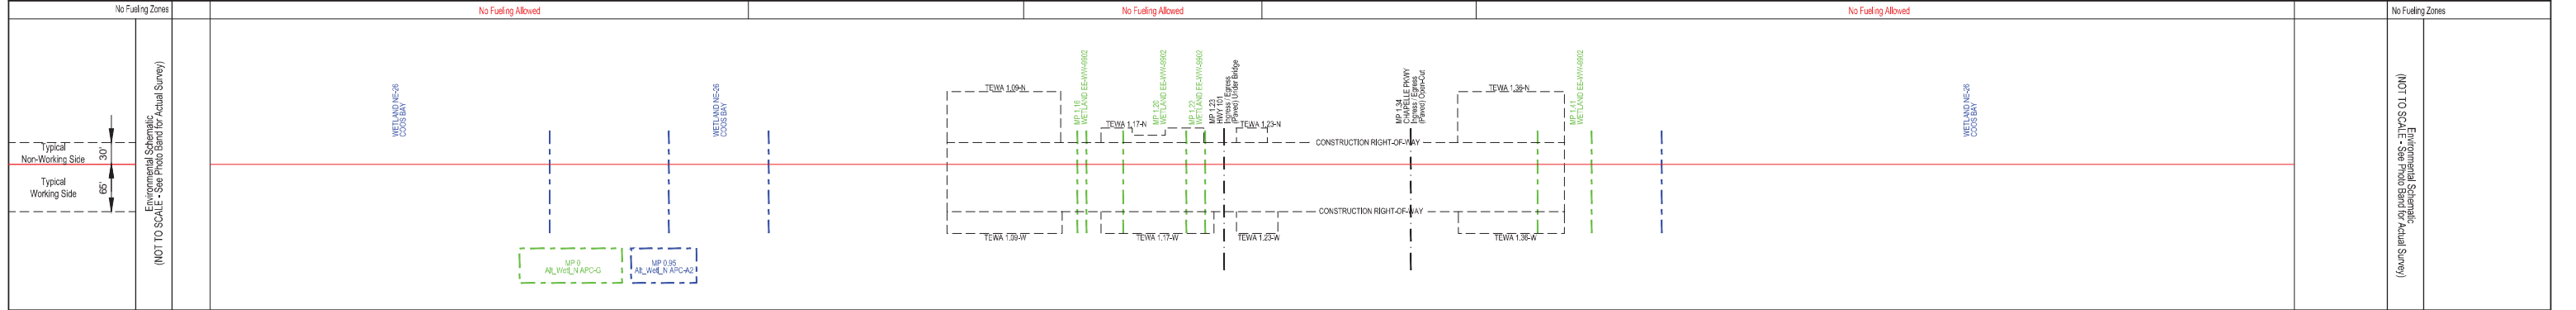 No Fueling Zones
No Fueling Allowed
No Fueling Allowed
No Fueling Allowed
No Fueling Zones
Typical
Non-Working Side
30'
Typical
Working Side
65'
Environmental Schematic
(NOT TO SCALE - See Photo Band for Actual Survey)
WETLAND NE-26
COOS BAY
WETLAND NE-26
COOS BAY
MP 0
Alt_Wetl_N APC-G
MP 0.95
Alt_Wetl_N APC-A2
TEWA 1.09-N
TEWA 1.09-W
MP 1.16
WETLAND EE-WW-9902
TEWA 1.17-N
TEWA 1.17-W
MP 1.20
WETLAND EE-WW-9902
MP 1.22
WETLAND EE-WW-9902
MP 1.23
HWY 101
Ingress / Egress
(Paved) Under Bridge
TEWA 1.23-N
TEWA 1.23-W
CONSTRUCTION RIGHT-OF-WAY
CONSTRUCTION RIGHT-OF-WAY
MP 1.34
CHAPELLE PKWY
Ingress / Egress
(Paved) Open-Cut
TEWA 1.36-N
TEWA 1.36-W
MP 1.41
WETLAND EE-WW-9902
WETLAND NE-26
COOS BAY
Environmental Schematic
(NOT TO SCALE - See Photo Band for Actual Survey)